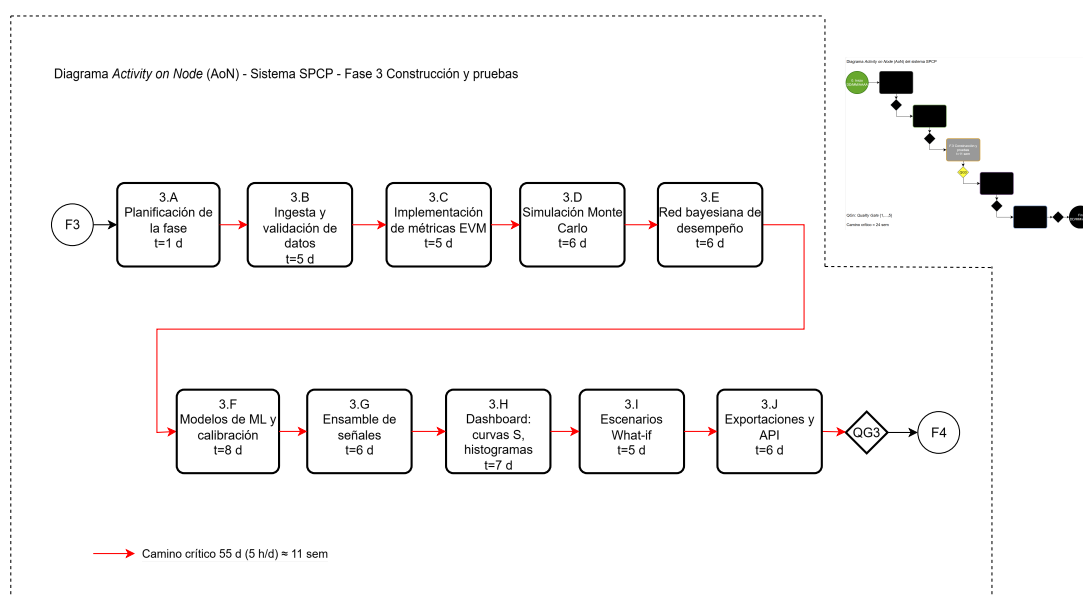 Diagrama Activity on Node (AoN) - Sistema SPCP - Fase 3 Construcción y pruebas
F3
3.A
Planificación de
la fase
t=1 d
3.B
Ingesta y
validación de
datos
t=5 d
3.C
Implementación
de métricas EVM
t=5 d
3.D
Simulación Monte
Carlo
t=6 d
3.E
Red bayesiana de
desempeño
t=6 d
3.F
Modelos de ML y
calibración
t=8 d
3.G
Ensamble de
señales
t=6 d
3.H
Dashboard:
curvas S,
histogramas
t=7 d
3.I
Escenarios
What-if
t=5 d
3.J
Exportaciones y
API
t=6 d
QG3
F4
Camino crítico 55 d (5 h/d) ≈ 11 sem
Diagrama Activity on Node (AoN) del sistema SPCP
F3 Construcción y
pruebas
QG3
Camino crítico = 24 sem